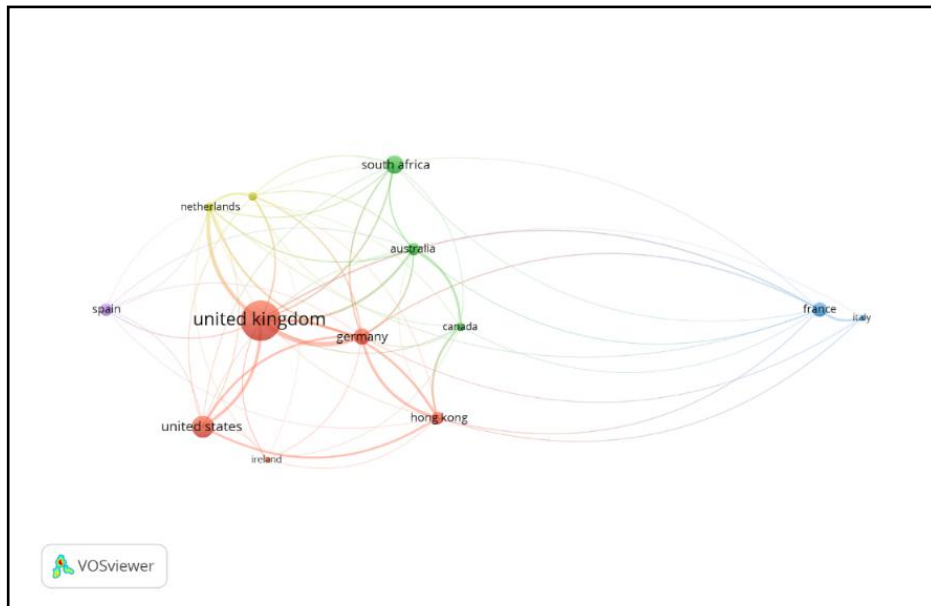 south africa
netherlands
australia
spain
united kingdom
france
italy
canada
germany
hong kong
united states
ireland
VOSviewer